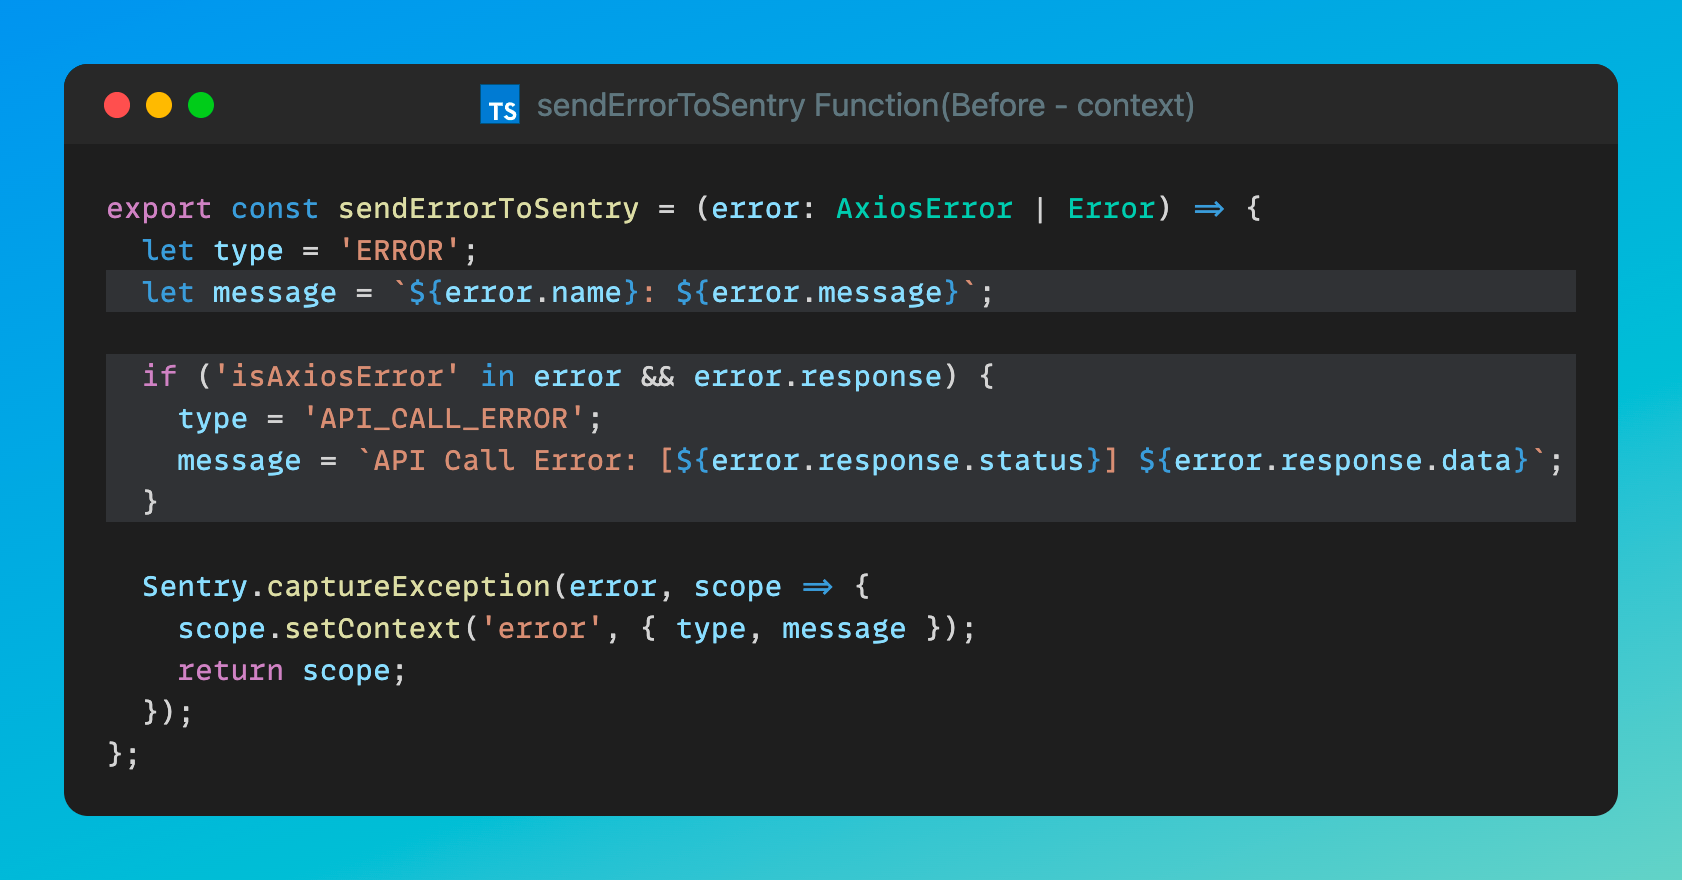 TS sendErrorToSentry Function(Before - context)
export const sendErrorToSentry = (error: AxiosError | Error) => {
  let type = 'ERROR';
  let message = `${error.name}: ${error.message}`;

  if ('isAxiosError' in error && error.response) {
    type = 'API_CALL_ERROR';
    message = `API Call Error: [${error.response.status}] ${error.response.data}`;
  }

  Sentry.captureException(error, scope => {
    scope.setContext('error', { type, message });
    return scope;
  });
};